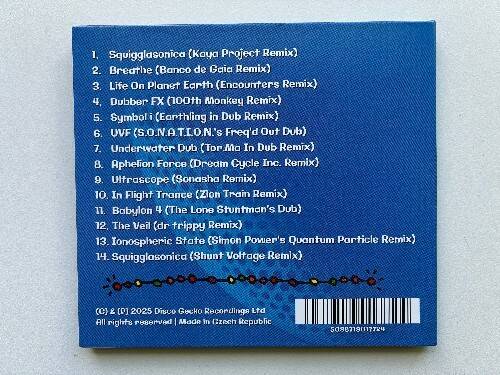 1. Squigglasonica (Kaya Project Remix)
2. Breathe (Banco de Gaia Remix)
3. Life On Planet Earth (Encounters Remix)
4. Dubber FX (100th Monkey Remix)
5. Symbol i (Earthling in Dub Remix)
6. UVF (S.O.N.A.T.I.O.N.'s Freq'd Out Dub)
7. Underwater Dub (Tor.Ma In Dub Remix)
8. Aphelion Force (Dream Cycle Inc. Remix)
9. Ultrascope (Sonasha Remix)
10. In Flight Trance (Zion Train Remix)
11. Babylon 4 (The Lone Stuntman's Dub)
12. The Veil (dr trippy Remix)
13. Ionospheric State (Simon Power's Quantum Particle Remix)
14. Squigglasonica (Shunt Voltage Remix)
(C) & (P) 2025 Disco Gecko Recordings Ltd
All rights reserved | Made in Czech Republic